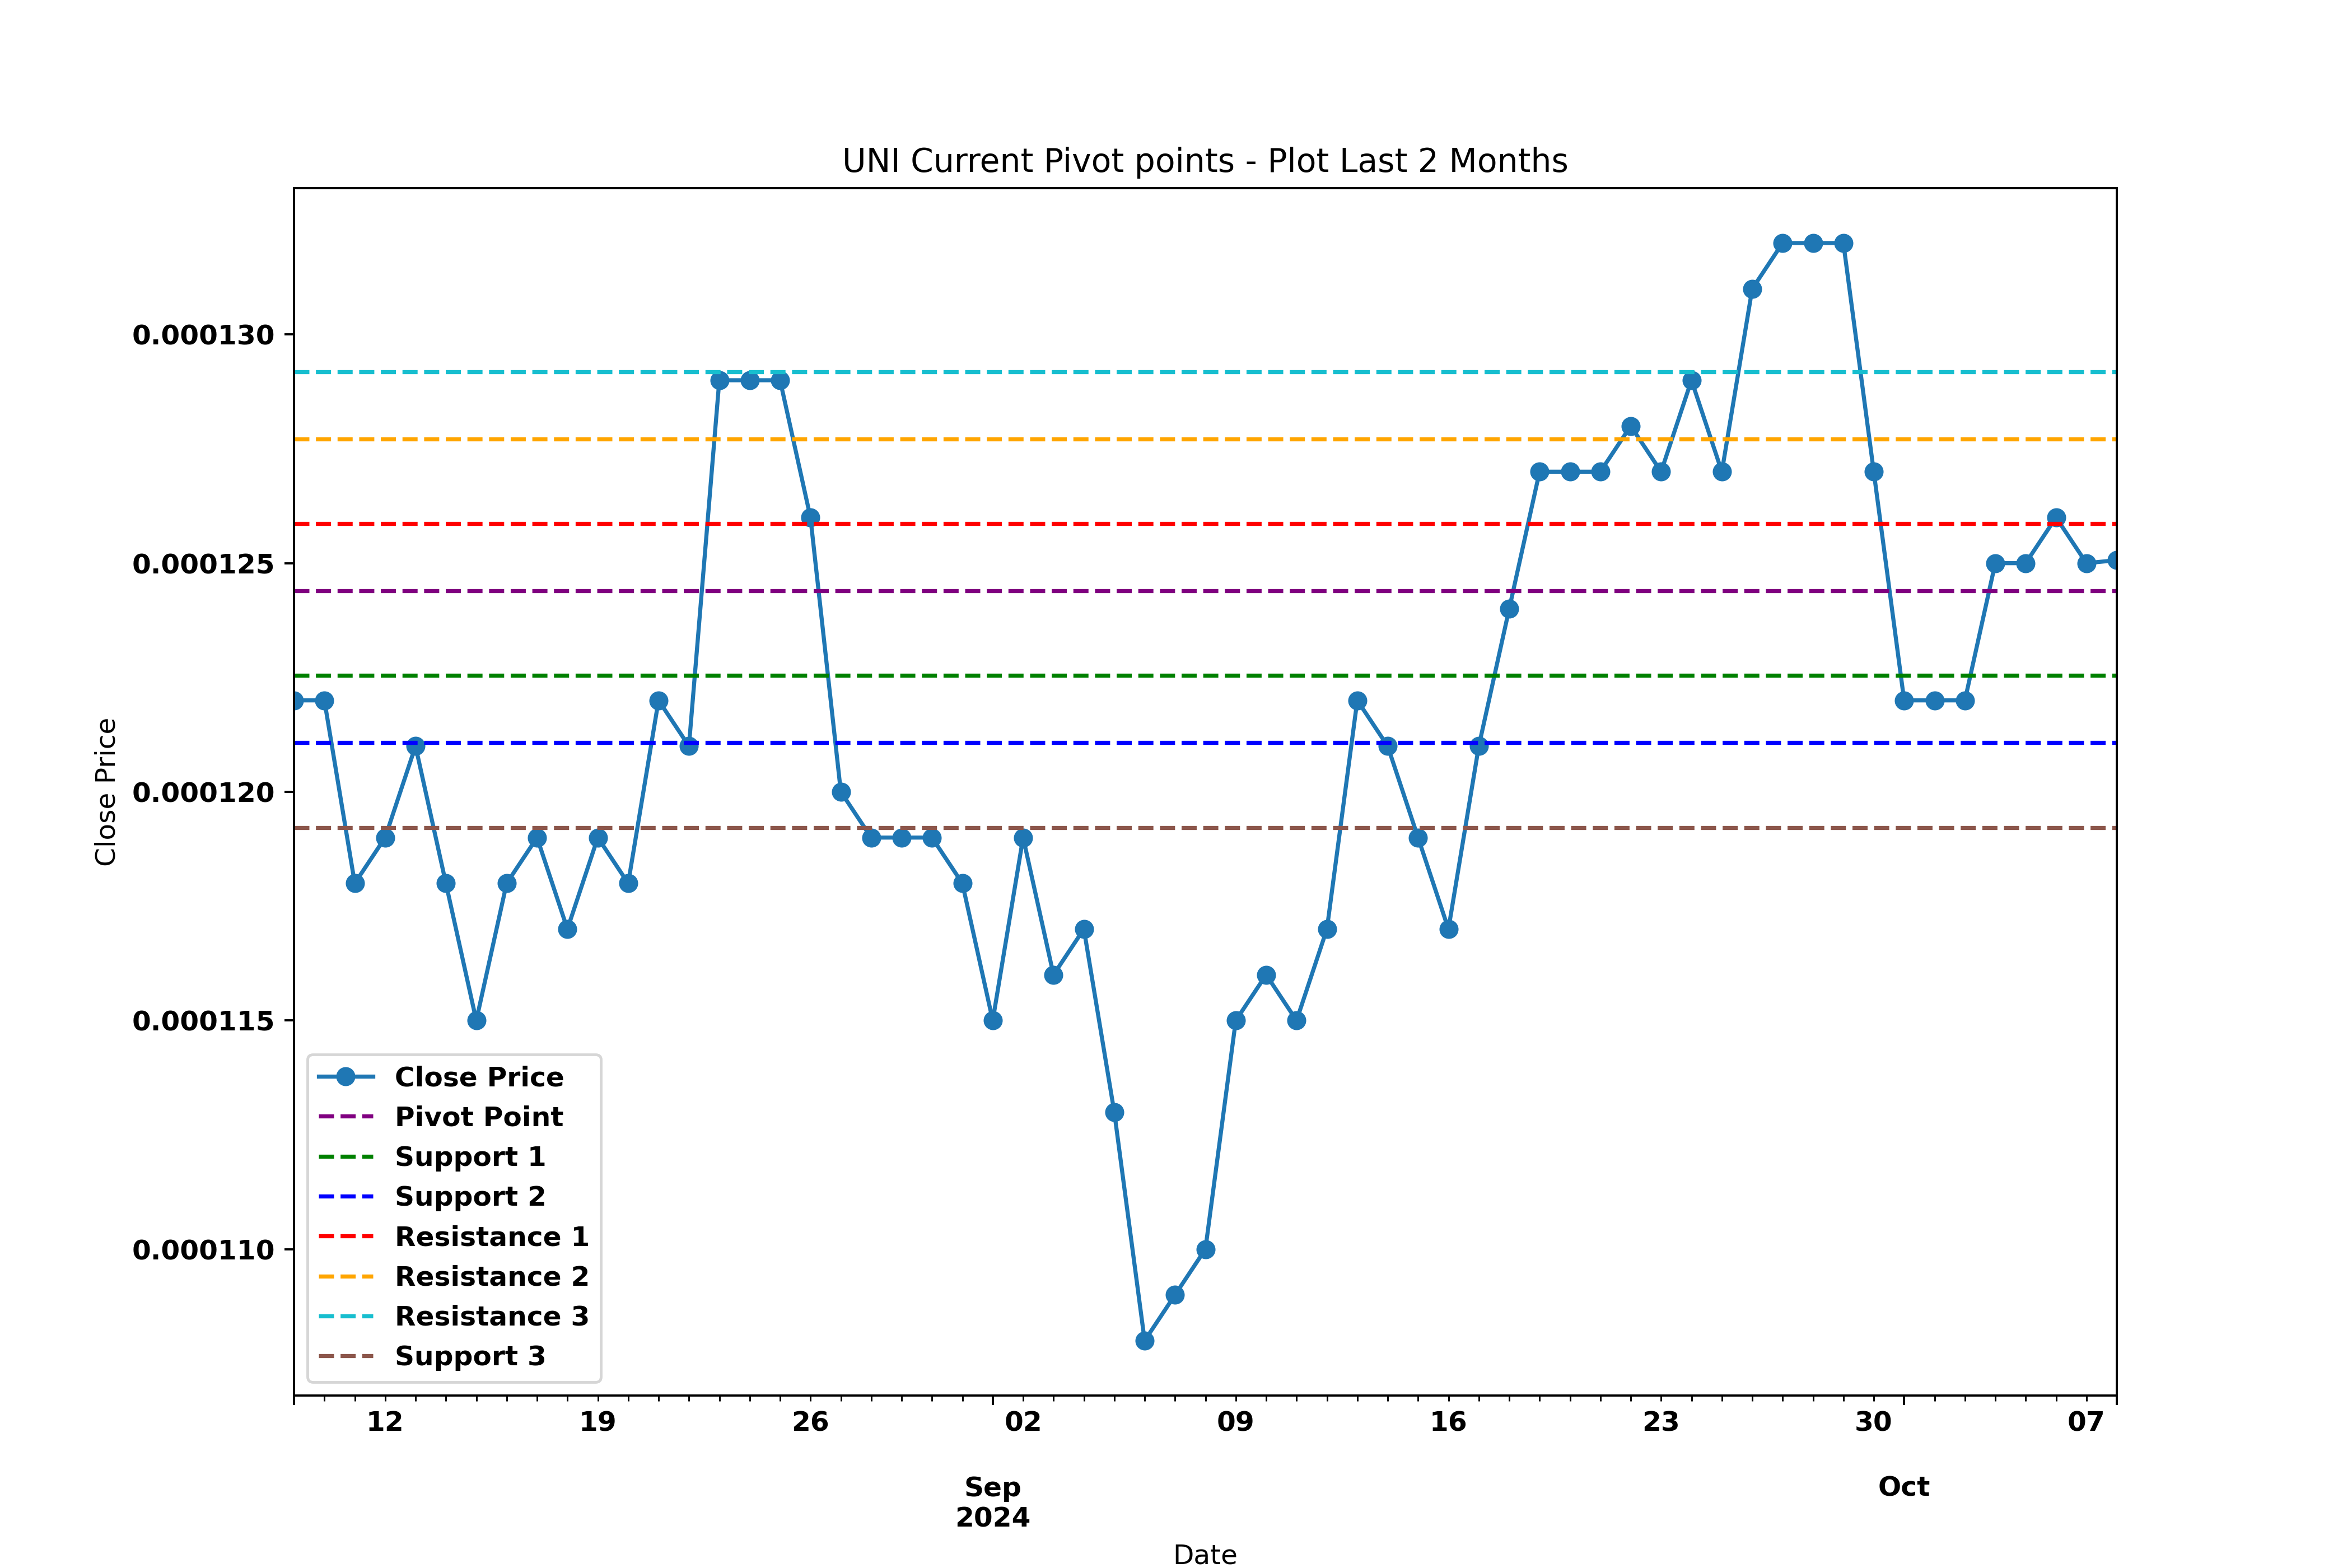 UNI Current Pivot points - Plot Last 2 Months
0.000130
0.000125
0.000120
0.000115
0.000110
Close Price
Close Price
Pivot Point
Support 1
Support 2
Resistance 1
Resistance 2
Resistance 3
Support 3
12 19 26 02 09 16 23 30 07
Sep Oct
2024
Date